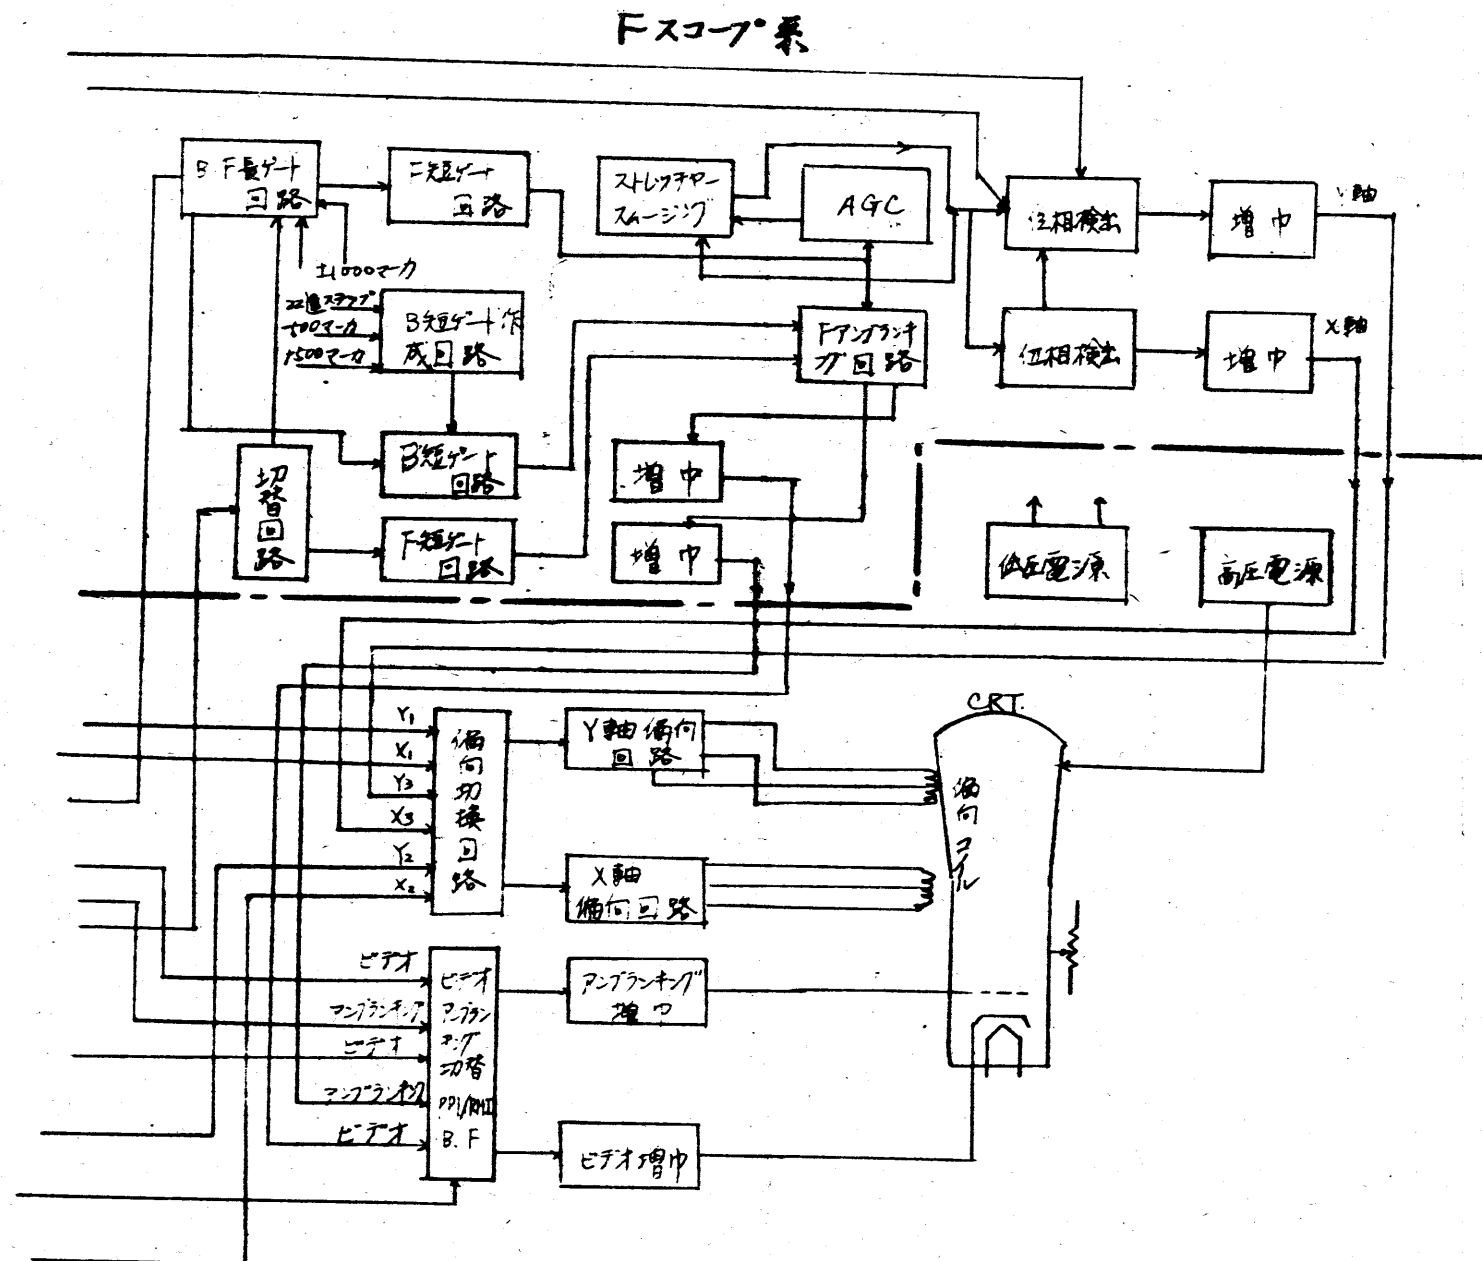 Fスコープ系
B.F長ゲート
回路
F短ゲート
回路
ストレッチャー
スムージング
AGC
位相検出
増巾
軸
±1000マーカ
22進ステップ
-500マーカ
+500マーカ
B短ゲート作
成回路
Fアンブランキ
ング回路
位相検出
増巾
X軸
切
替
回
路
B短ゲート
回路
増巾
F短ゲート
回路
増巾
低圧電源
高圧電源
CRT
Y₁
X₁
Y₃
X₃
Y₂
X₂
偏
向
切
換
回
路
Y軸偏向
回路
偏
向
コ
イ
ル
X軸
偏向回路
ビデオ
アンブランキング
ビデオ
アンブランキング
ビデオ
ビデオ
アンブラン
キング
切替
PPI/RHI
B.F
アンブランキング
増巾
ビデオ増巾